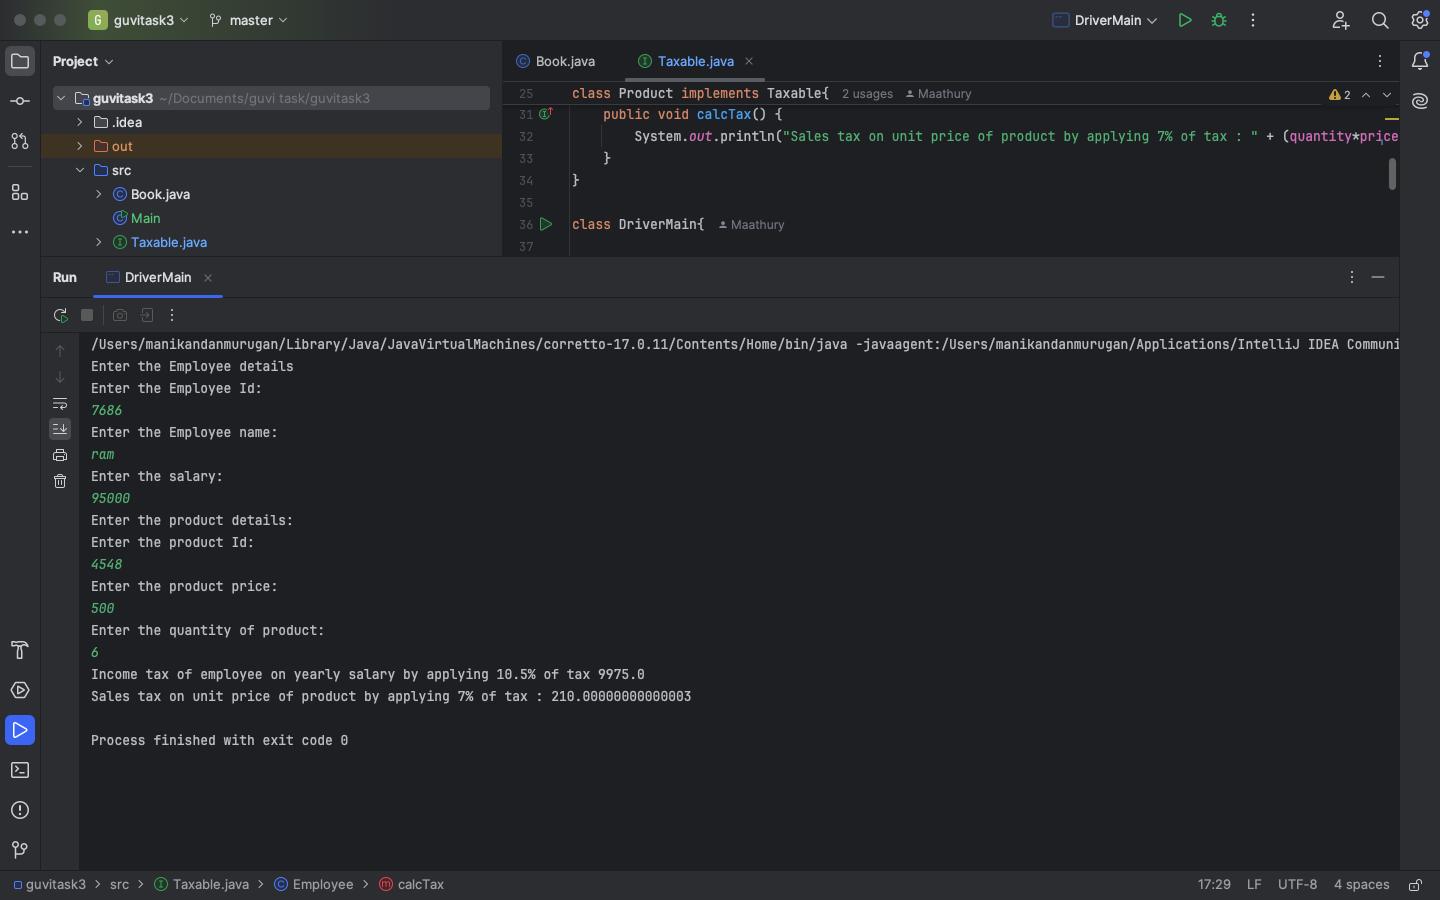 G guvitask3 master DriverMain
Project
Book.java Taxable.java
guvitask3 ~/Documents/guvi task/guvitask3
.idea
out
src
Book.java
Main
Taxable.java
25 class Product implements Taxable{ 2 usages Maathury 2
31 public void calcTax() {
32 System.out.println("Sales tax on unit price of product by applying 7% of tax : " + (quantity*price
33 }
34 }
35
36 class DriverMain{ Maathury
37
Run DriverMain
/Users/manikandanmurugan/Library/Java/JavaVirtualMachines/corretto-17.0.11/Contents/Home/bin/java -javaagent:/Users/manikandanmurugan/Applications/IntelliJ IDEA Communi
Enter the Employee details
Enter the Employee Id:
7686
Enter the Employee name:
ram
Enter the salary:
95000
Enter the product details:
Enter the product Id:
4548
Enter the product price:
500
Enter the quantity of product:
6
Income tax of employee on yearly salary by applying 10.5% of tax 9975.0
Sales tax on unit price of product by applying 7% of tax : 210.00000000000003
Process finished with exit code 0
guvitask3 > src > Taxable.java > Employee > calcTax 17:29 LF UTF-8 4 spaces